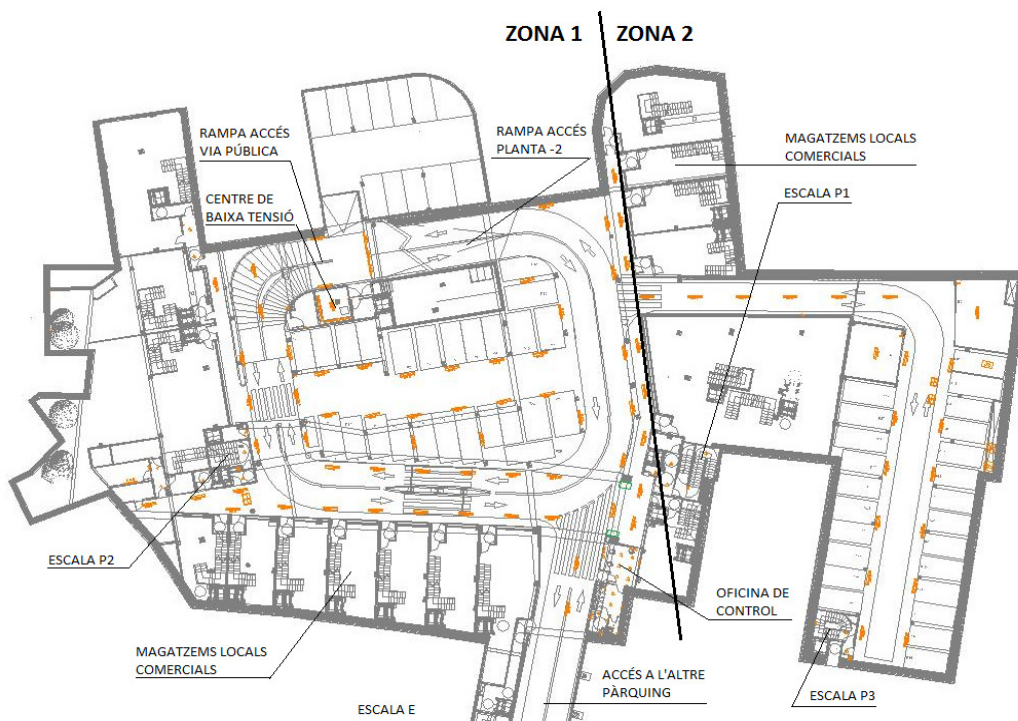 ZONA 1
ZONA 2
RAMPA ACCÉS
VIA PÚBLICA
RAMPA ACCÉS
PLANTA -2
MAGATZEMS LOCALS
COMERCIALS
ESCALA P1
CENTRE DE
BAIXA TENSIÓ
ESCALA P2
OFICINA DE
CONTROL
MAGATZEMS LOCALS
COMERCIALS
ACCÉS A L'ALTRE
PÀRQUING
ESCALA P3
ESCALA E